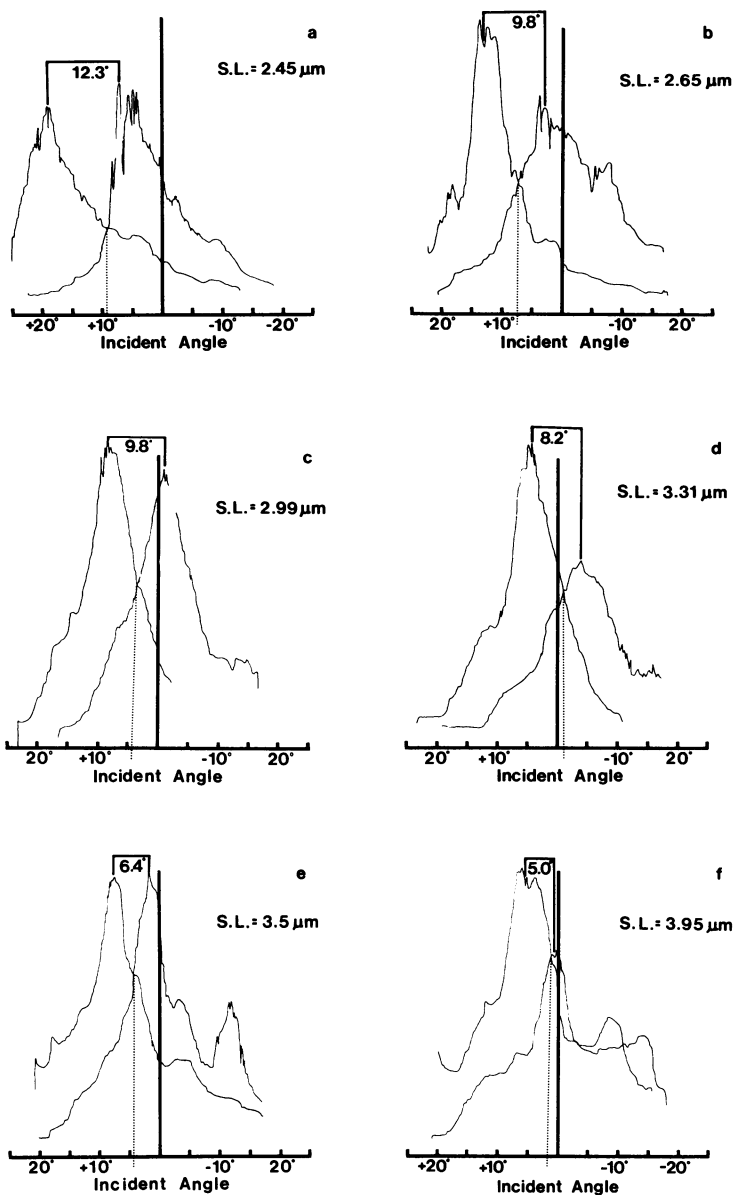 a
12.3°
S.L.= 2.45 µm
+20° +10° -10° -20°
Incident Angle
b
9.8°
S.L.= 2.65 µm
20° +10° -10° 20°
Incident Angle
c
9.8°
S.L.= 2.99 µm
20° +10° -10° 20°
Incident Angle
d
8.2°
S.L.= 3.31 µm
20° +10° -10° 20°
Incident Angle
e
6.4°
S.L.= 3.5 µm
20° +10° -10° 20°
Incident Angle
f
5.0°
S.L.= 3.95 µm
+20° +10° -10° -20°
Incident Angle